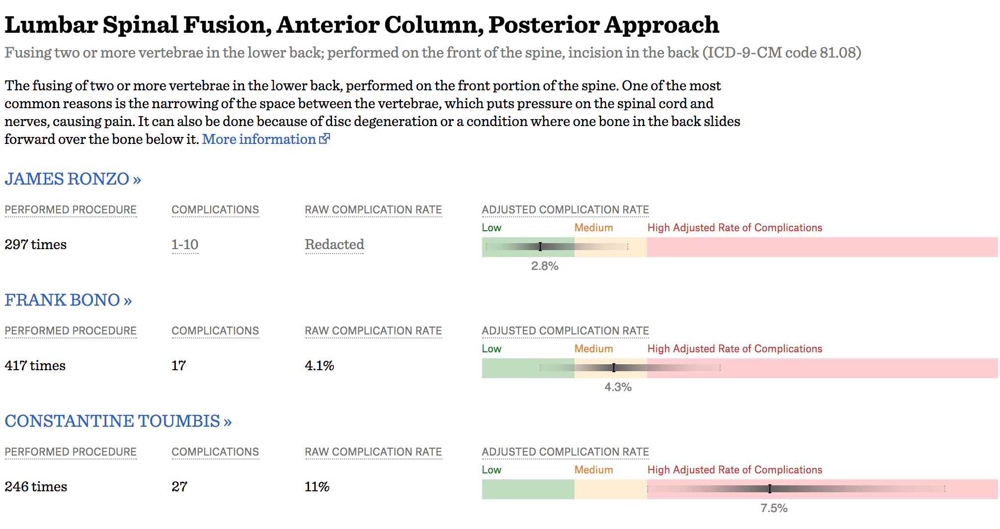 Lumbar Spinal Fusion, Anterior Column, Posterior Approach
Fusing two or more vertebrae in the lower back; performed on the front of the spine, incision in the back (ICD-9-CM code 81.08)
The fusing of two or more vertebrae in the lower back, performed on the front portion of the spine. One of the most
common reasons is the narrowing of the space between the vertebrae, which puts pressure on the spinal cord and
nerves, causing pain. It can also be done because of disc degeneration or a condition where one bone in the back slides
forward over the bone below it. More information
JAMES RONZO »
PERFORMED PROCEDURE COMPLICATIONS RAW COMPLICATION RATE ADJUSTED COMPLICATION RATE
Low Medium High Adjusted Rate of Complications
297 times 1-10 Redacted
2.8%
FRANK BONO »
PERFORMED PROCEDURE COMPLICATIONS RAW COMPLICATION RATE ADJUSTED COMPLICATION RATE
Low Medium High Adjusted Rate of Complications
417 times 17 4.1%
4.3%
CONSTANTINE TOUMBIS »
PERFORMED PROCEDURE COMPLICATIONS RAW COMPLICATION RATE ADJUSTED COMPLICATION RATE
Low Medium High Adjusted Rate of Complications
246 times 27 11%
7.5%